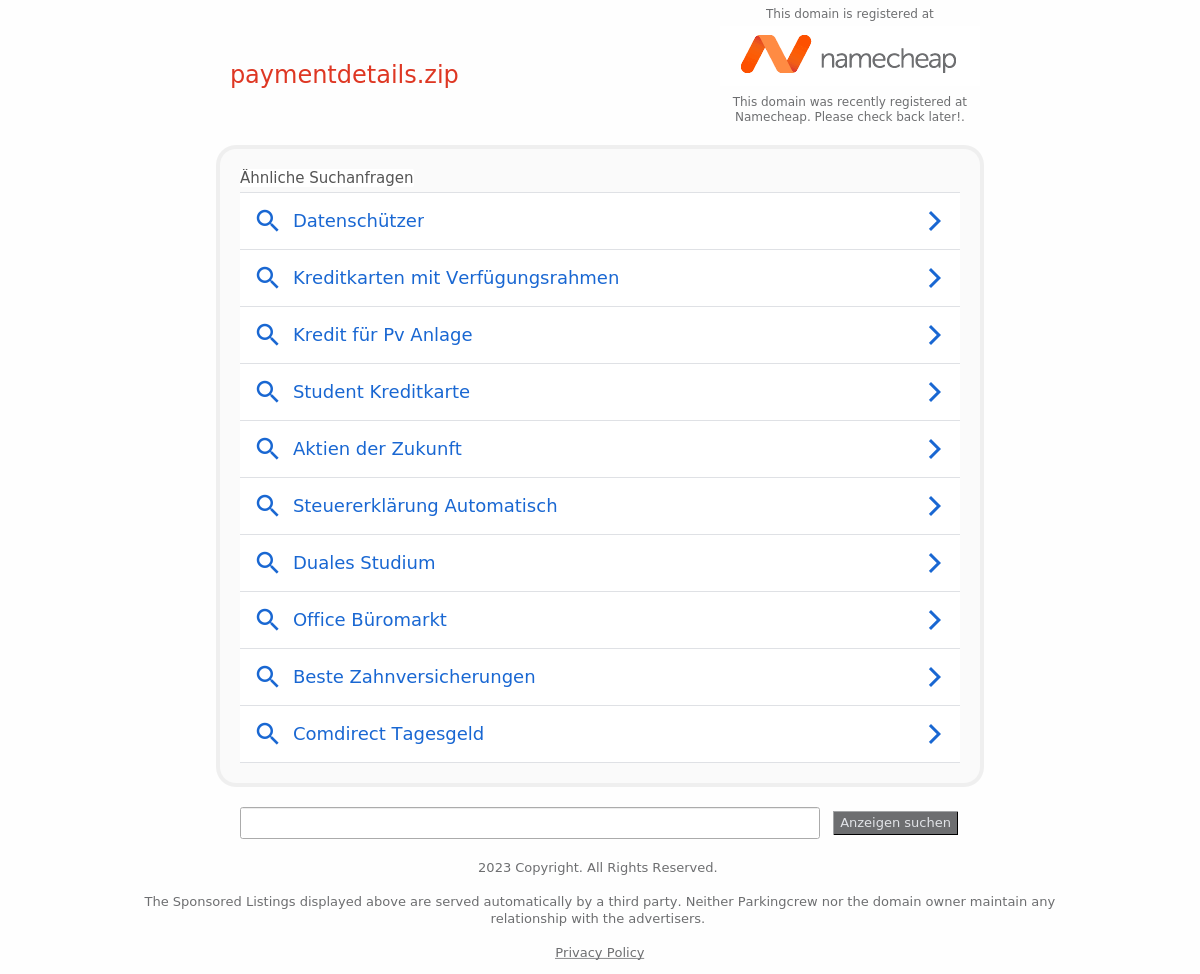 This domain is registered at
namecheap
paymentdetails.zip
This domain was recently registered at
Namecheap. Please check back later!.
Ähnliche Suchanfragen
Datenschützer
Kreditkarten mit Verfügungsrahmen
Kredit für Pv Anlage
Student Kreditkarte
Aktien der Zukunft
Steuererklärung Automatisch
Duales Studium
Office Büromarkt
Beste Zahnversicherungen
Comdirect Tagesgeld
Anzeigen suchen
2023 Copyright. All Rights Reserved.
The Sponsored Listings displayed above are served automatically by a third party. Neither Parkingcrew nor the domain owner maintain any
relationship with the advertisers.
Privacy Policy